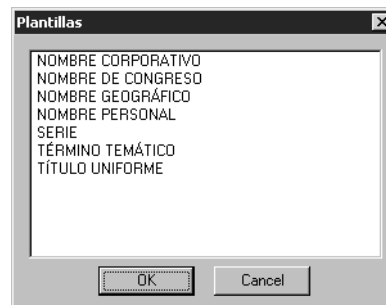 Plantillas
NOMBRE CORPORATIVO
NOMBRE DE CONGRESO
NOMBRE GEOGRÁFICO
NOMBRE PERSONAL
SERIE
TÉRMINO TEMÁTICO
TÍTULO UNIFORME
OK
Cancel